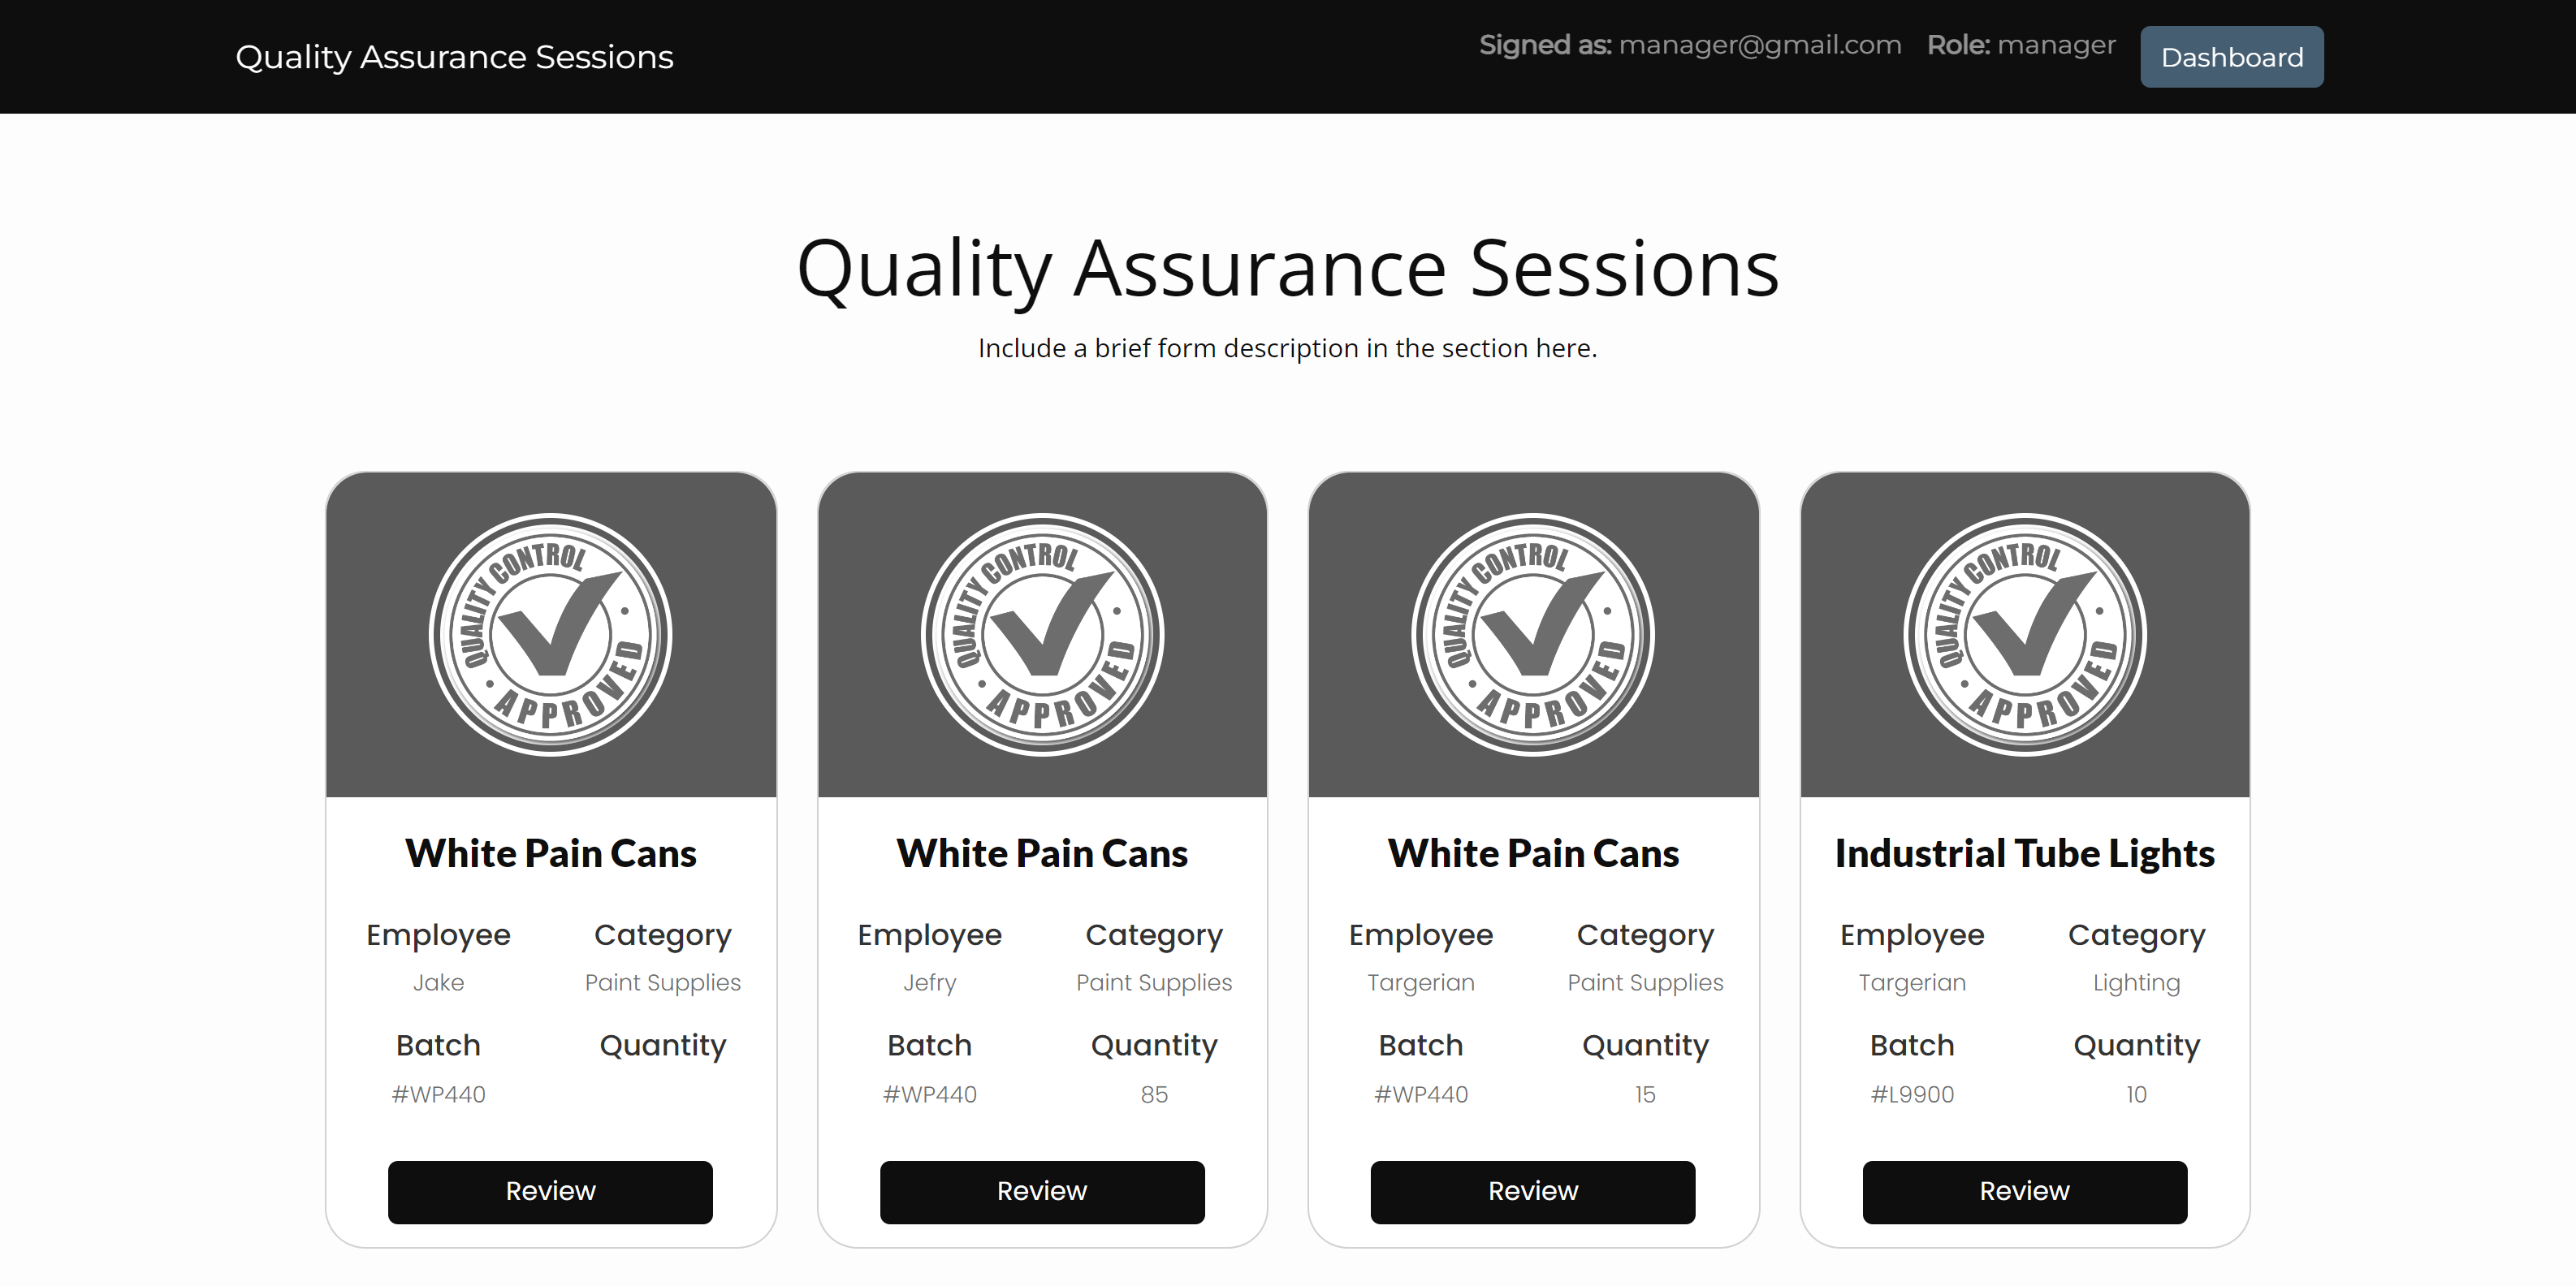 Quality Assurance Sessions
Signed as: manager@gmail.com Role: manager Dashboard
Quality Assurance Sessions
Include a brief form description in the section here.
QUALITY CONTROL
APPROVED
White Pain Cans
Employee Category
Jake Paint Supplies
Batch Quantity
#WP440
Review
QUALITY CONTROL
APPROVED
White Pain Cans
Employee Category
Jefry Paint Supplies
Batch Quantity
#WP440 85
Review
QUALITY CONTROL
APPROVED
White Pain Cans
Employee Category
Targerian Paint Supplies
Batch Quantity
#WP440 15
Review
QUALITY CONTROL
APPROVED
Industrial Tube Lights
Employee Category
Targerian Lighting
Batch Quantity
#L9900 10
Review